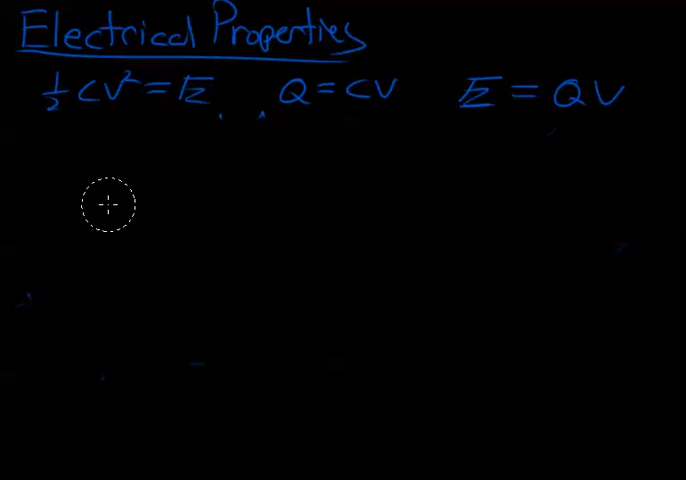 Electrical Properties
½CV² = E Q = CV E = QV